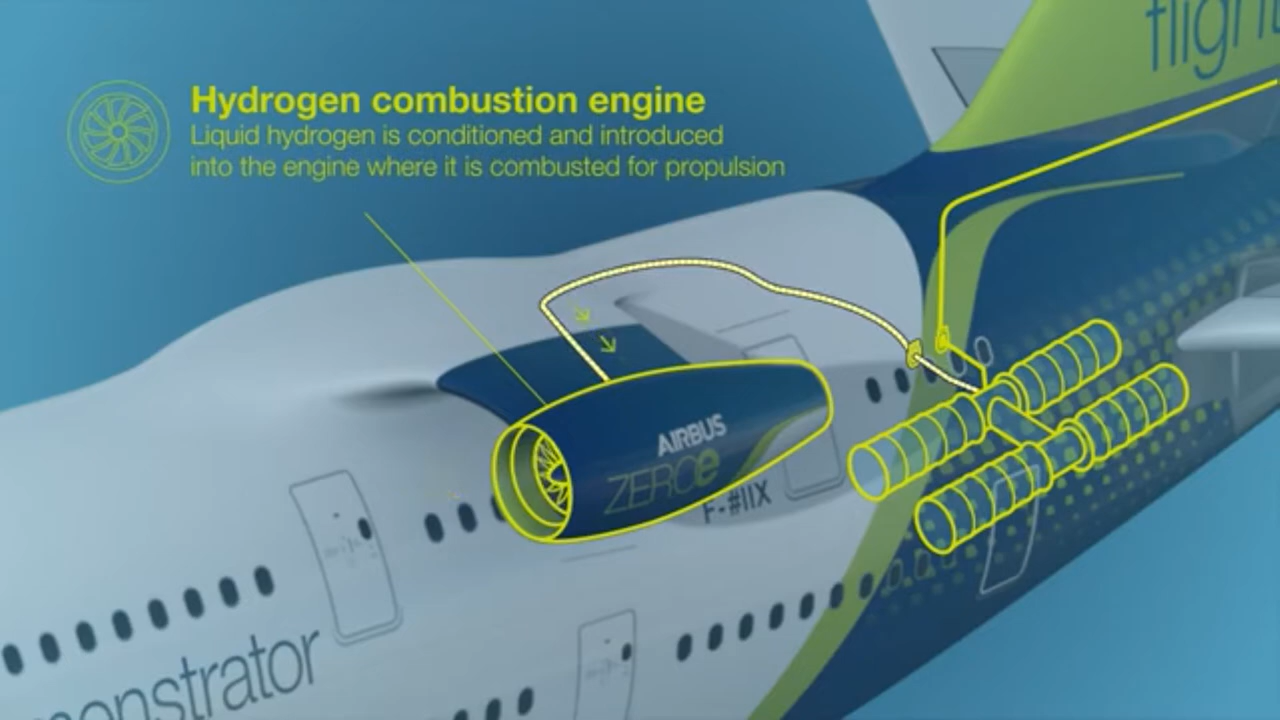 flight
Hydrogen combustion engine
Liquid hydrogen is conditioned and introduced
into the engine where it is combusted for propulsion
AIRBUS
ZEROe
F-#IIX
monstrator